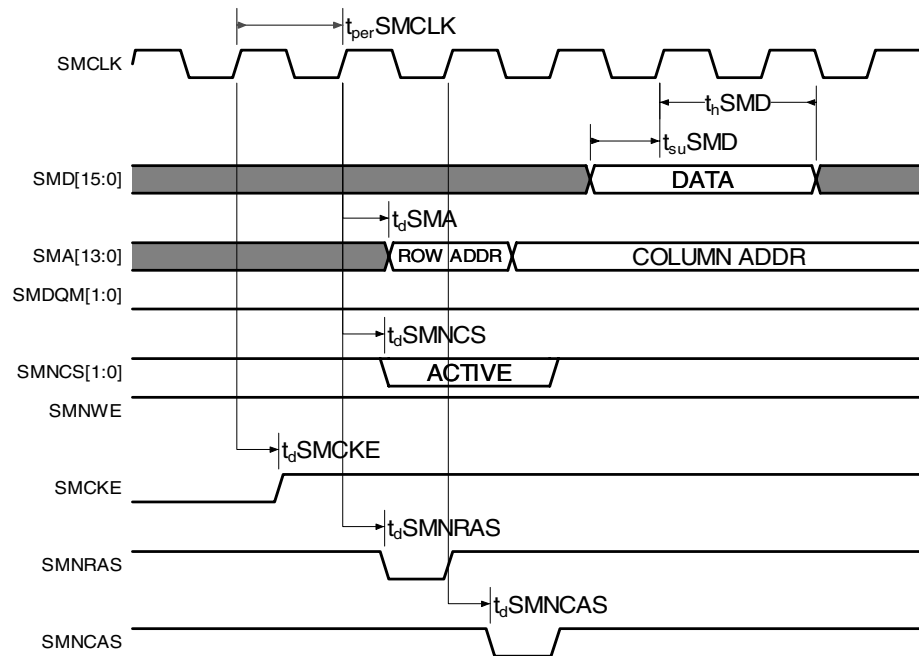 tperSMCLK
SMCLK
thSMD
tsuSMD
SMD[15:0]
DATA
tdSMA
SMA[13:0]
ROW ADDR
COLUMN ADDR
SMDQM[1:0]
tdSMNCS
SMNCS[1:0]
ACTIVE
SMNWE
tdSMCKE
SMCKE
tdSMNRAS
SMNRAS
tdSMNCAS
SMNCAS